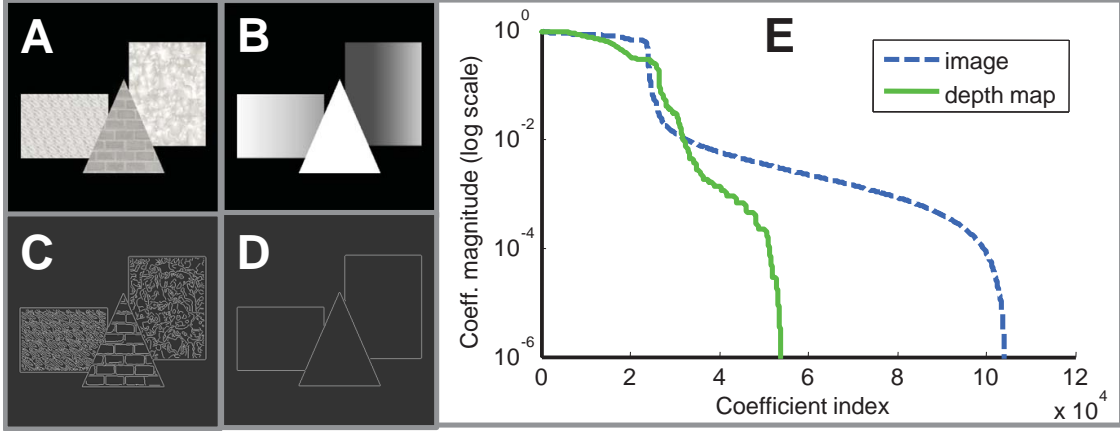 A
B
C
D
E
image
depth map
Coeff. magnitude (log scale)
10^0
10^-2
10^-4
10^-6
0 2 4 6 8 10 12
x 10^4
Coefficient index